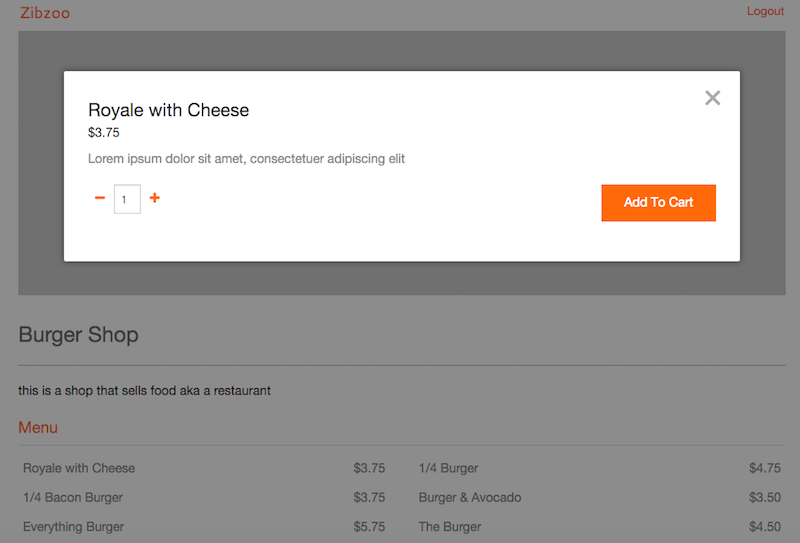 Zibzoo
Logout
Royale with Cheese
$3.75
Lorem ipsum dolor sit amet, consectetuer adipiscing elit
− 1 +
Add To Cart
Burger Shop
this is a shop that sells food aka a restaurant
Menu
Royale with Cheese $3.75 1/4 Burger $4.75
1/4 Bacon Burger $3.75 Burger & Avocado $3.50
Everything Burger $5.75 The Burger $4.50